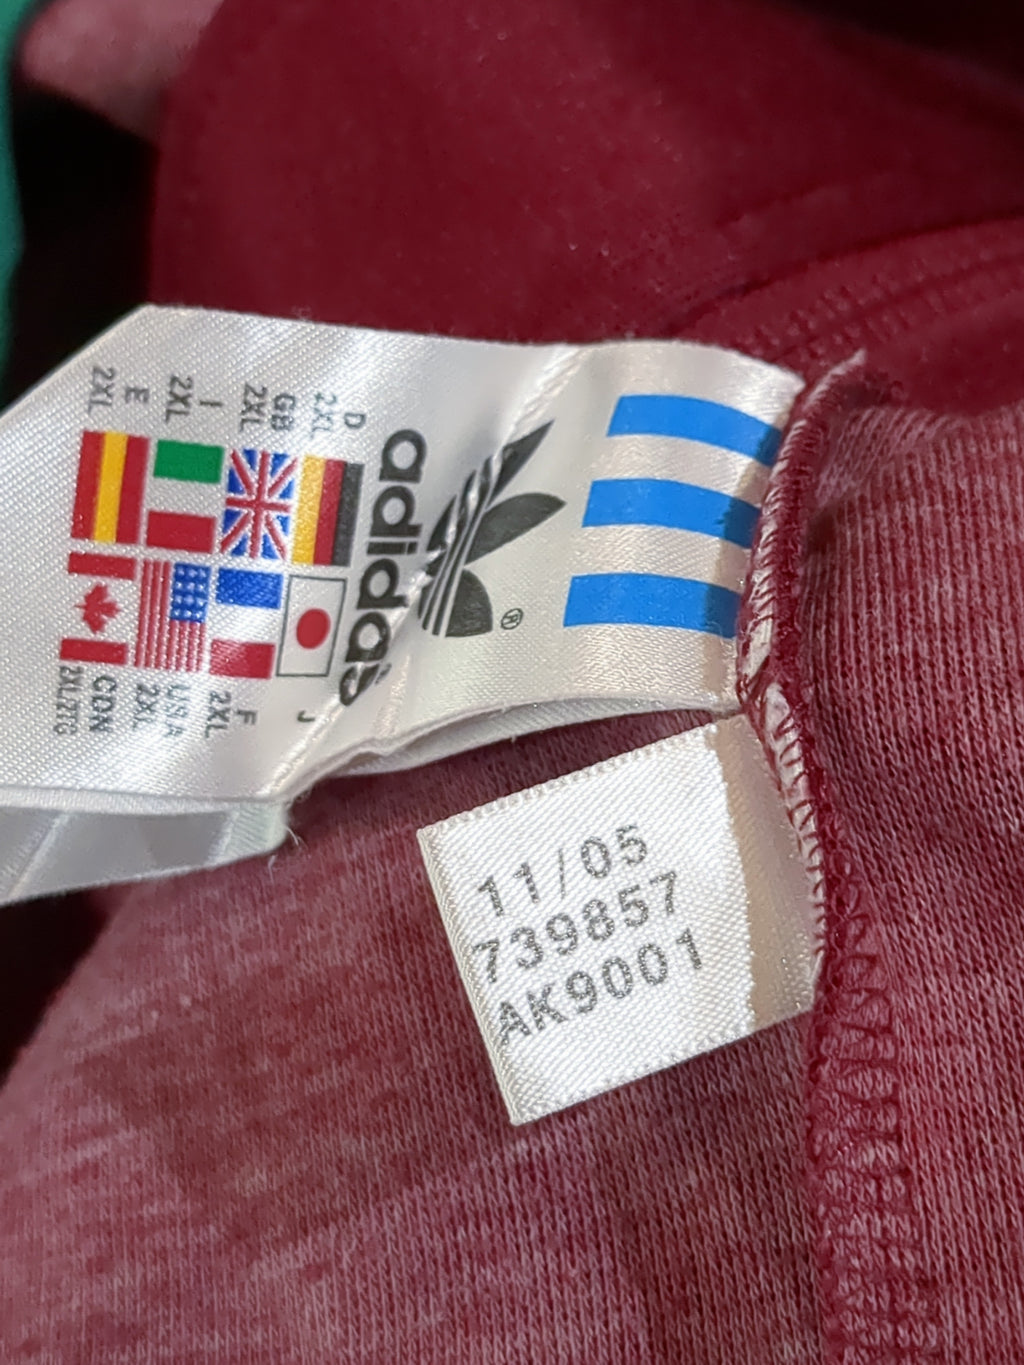 adidas
®
D
2XL
GB
2XL
I
2XL
E
2XL
J
F
2XL
USA
2XL
CDN
2XL/2TG
11/05
739857
AK9001